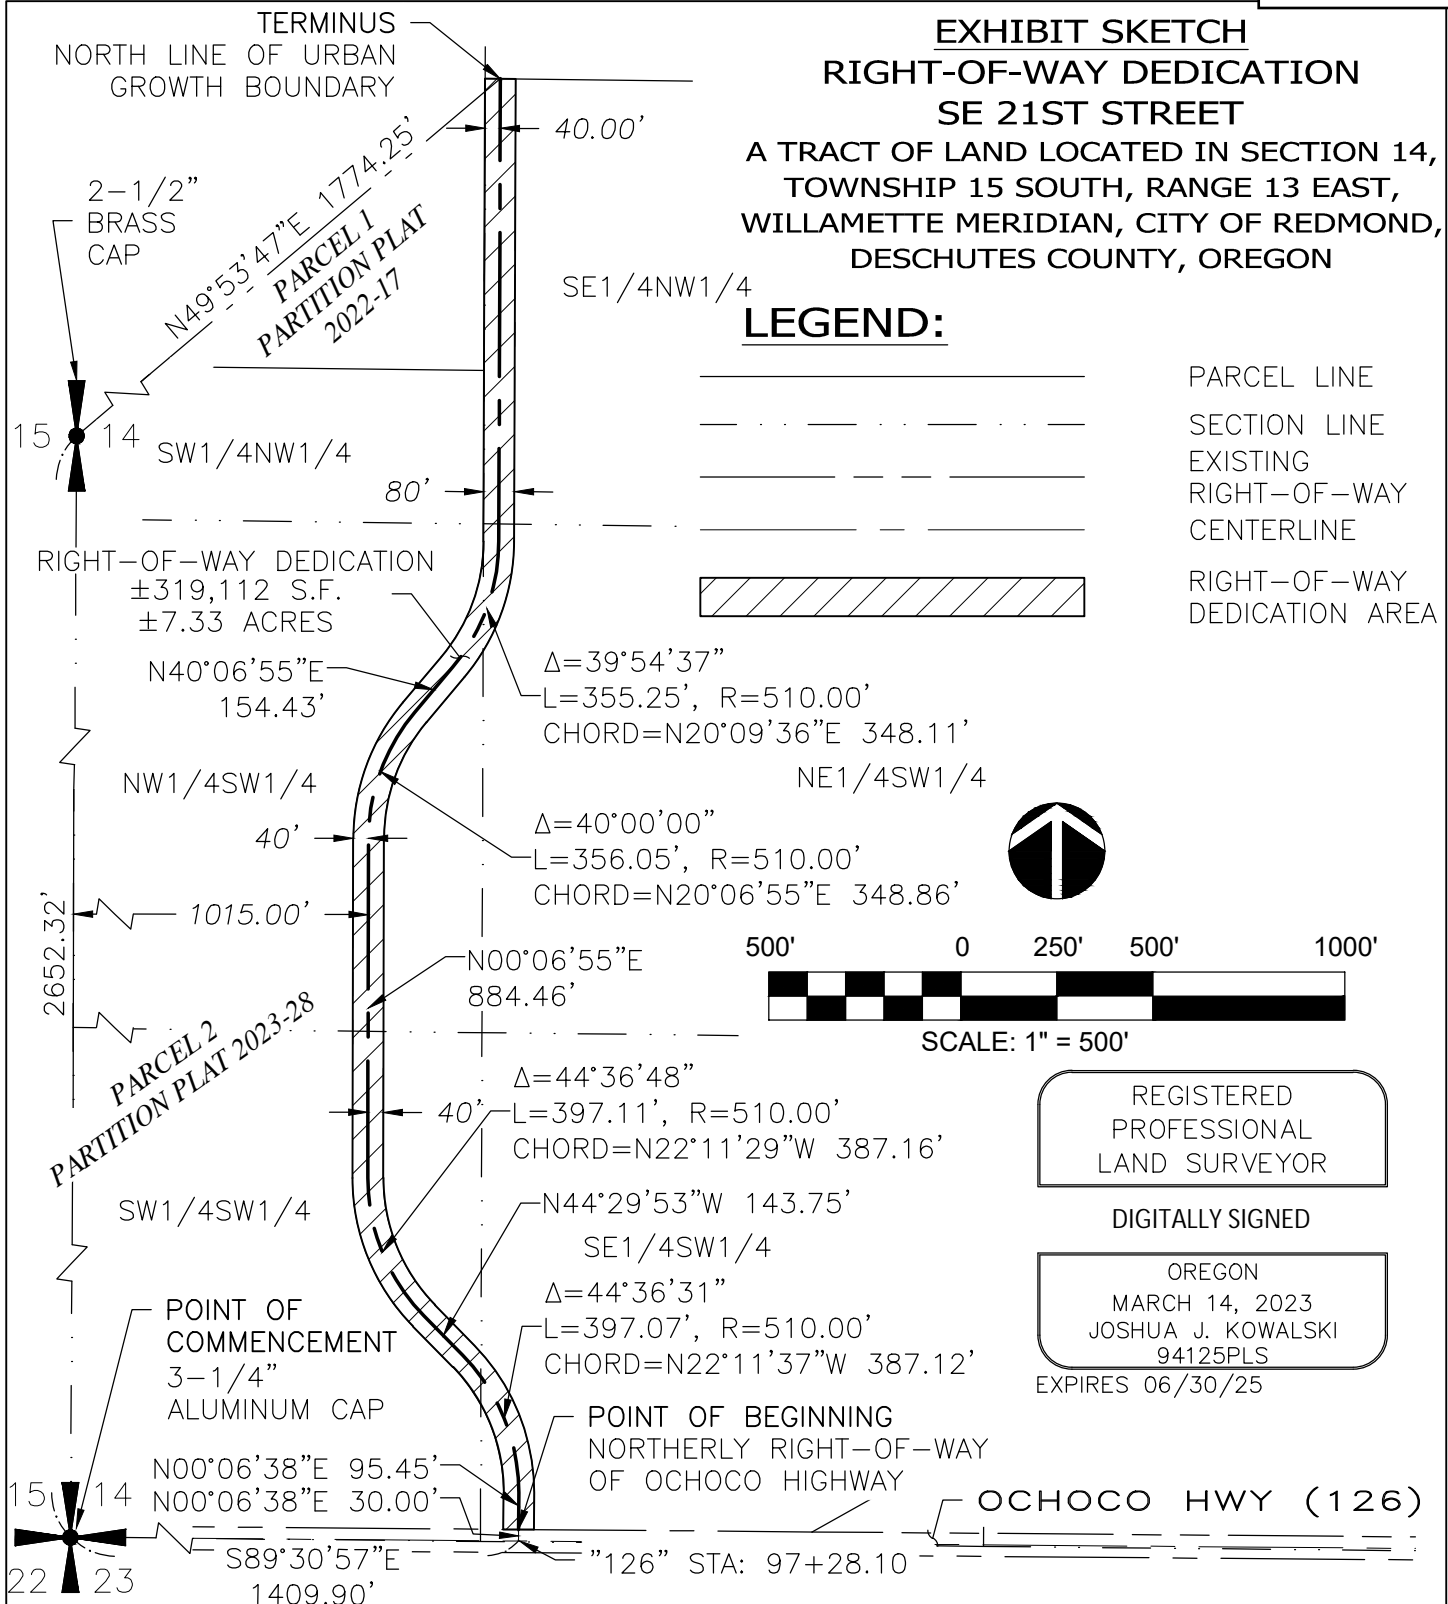 EXHIBIT SKETCH
RIGHT-OF-WAY DEDICATION
SE 21ST STREET
A TRACT OF LAND LOCATED IN SECTION 14,
TOWNSHIP 15 SOUTH, RANGE 13 EAST,
WILLAMETTE MERIDIAN, CITY OF REDMOND,
DESCHUTES COUNTY, OREGON
TERMINUS
NORTH LINE OF URBAN
GROWTH BOUNDARY
40.00'
2-1/2"
BRASS
CAP
N49°53'47"E 1774.25'
PARCEL 1
PARTITION PLAT
2022-17
SE1/4NW1/4
LEGEND:
PARCEL LINE
SECTION LINE
EXISTING
RIGHT-OF-WAY
CENTERLINE
RIGHT-OF-WAY
DEDICATION AREA
15 14
SW1/4NW1/4
80'
RIGHT-OF-WAY DEDICATION
±319,112 S.F.
±7.33 ACRES
N40°06'55"E
154.43'
Δ=39°54'37"
L=355.25', R=510.00'
CHORD=N20°09'36"E 348.11'
NW1/4SW1/4
NE1/4SW1/4
40'
Δ=40°00'00"
L=356.05', R=510.00'
CHORD=N20°06'55"E 348.86'
2652.32'
1015.00'
N00°06'55"E
884.46'
500' 0 250' 500' 1000'
SCALE: 1" = 500'
PARCEL 2
PARTITION PLAT 2023-28
40'
Δ=44°36'48"
L=397.11', R=510.00'
CHORD=N22°11'29"W 387.16'
REGISTERED
PROFESSIONAL
LAND SURVEYOR
SW1/4SW1/4
N44°29'53"W 143.75'
SE1/4SW1/4
DIGITALLY SIGNED
OREGON
MARCH 14, 2023
JOSHUA J. KOWALSKI
94125PLS
EXPIRES 06/30/25
Δ=44°36'31"
L=397.07', R=510.00'
CHORD=N22°11'37"W 387.12'
POINT OF
COMMENCEMENT
3-1/4"
ALUMINUM CAP
POINT OF BEGINNING
NORTHERLY RIGHT-OF-WAY
OF OCHOCO HIGHWAY
N00°06'38"E 95.45'
N00°06'38"E 30.00'
15 14
22 23
OCHOCO HWY (126)
S89°30'57"E
1409.90'
"126" STA: 97+28.10